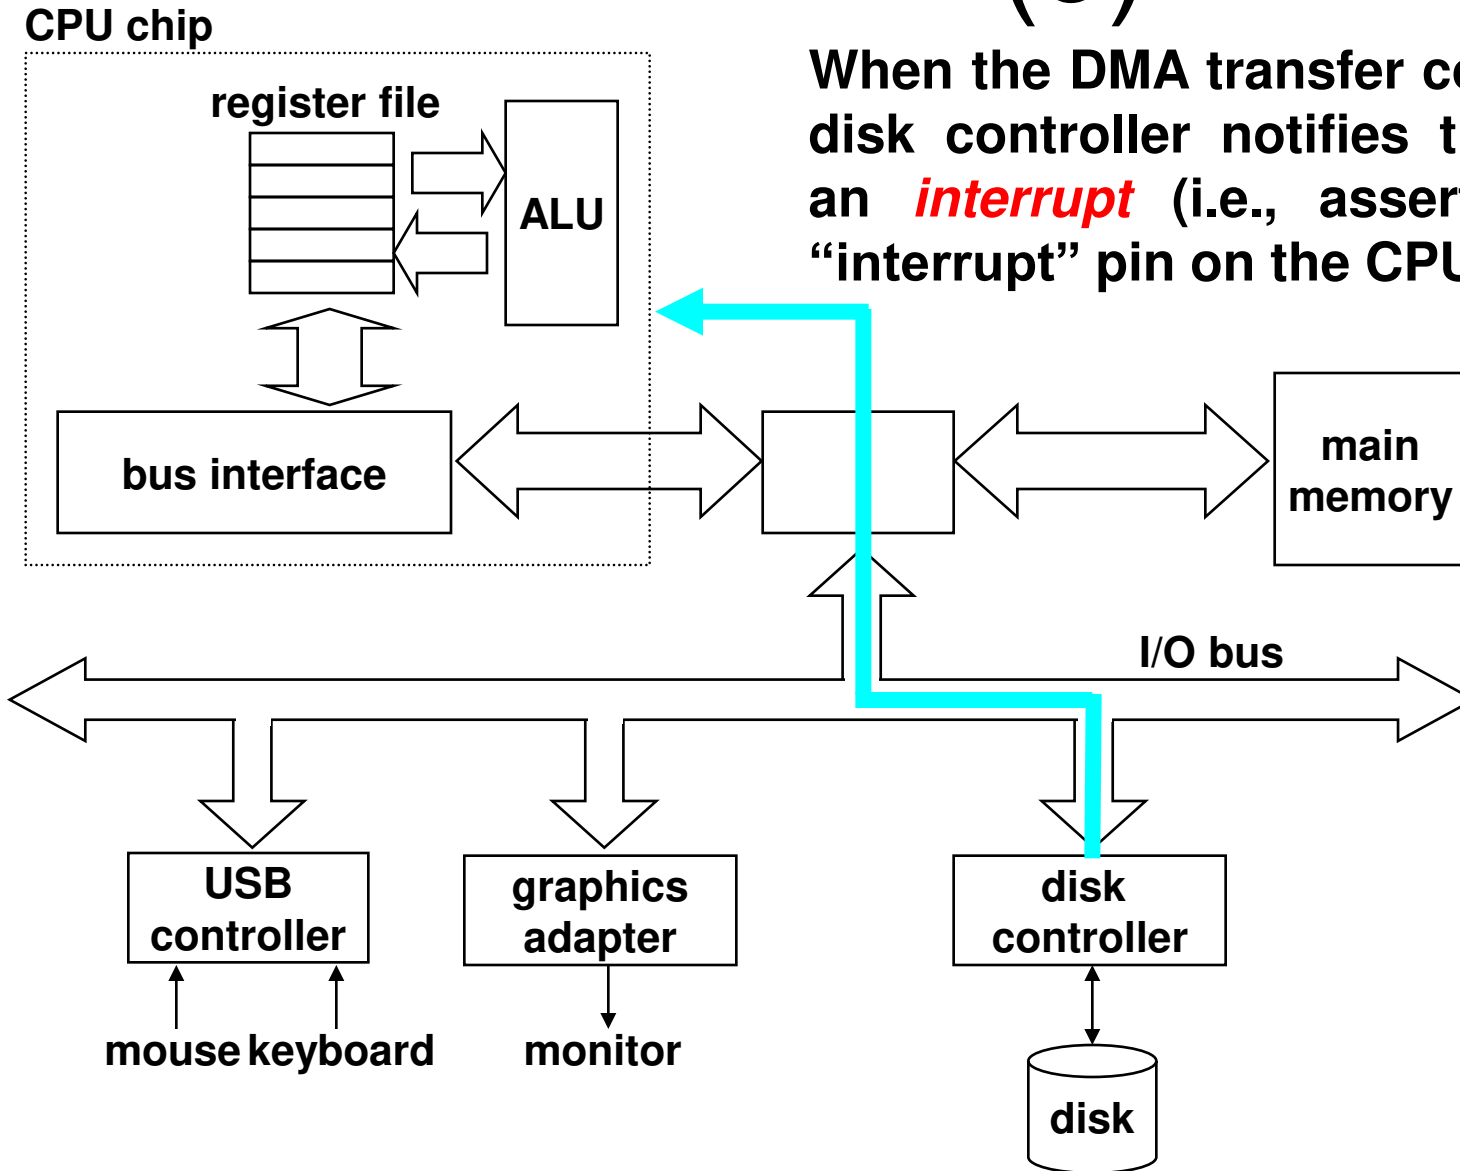 (3)
CPU chip
When the DMA transfer
disk controller notifies
an interrupt (i.e.,
“interrupt” pin on the CPU
register file
ALU
bus interface
main
memory
I/O bus
USB
controller
graphics
adapter
disk
controller
mouse keyboard
monitor
disk